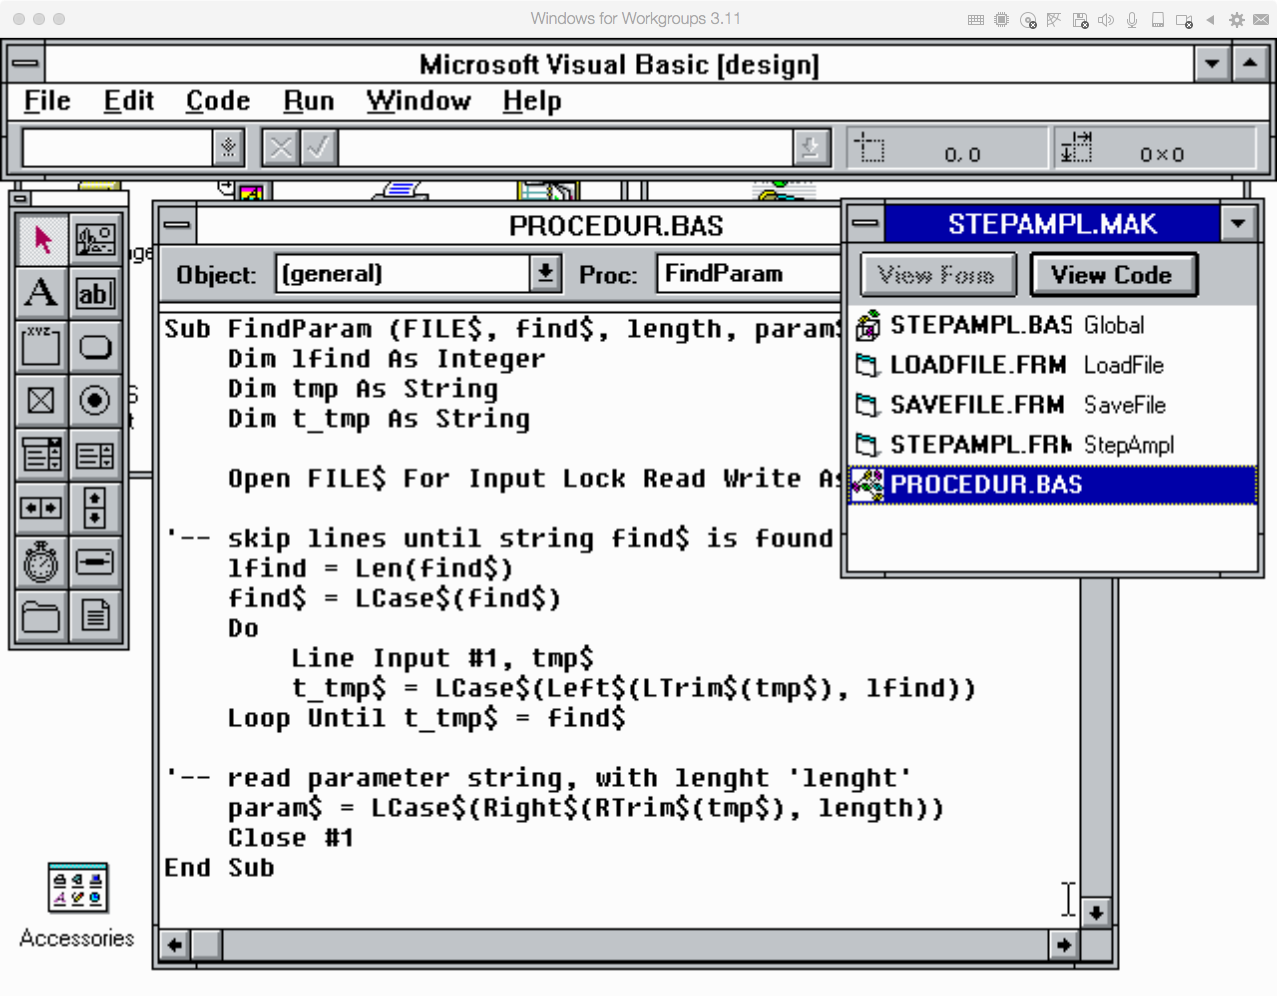 Windows for Workgroups 3.11
Microsoft Visual Basic [design]
File Edit Code Run Window Help
0, 0
0×0
PROCEDUR.BAS
Object: (general) Proc: FindParam
Sub FindParam (FILE$, find$, length, param$
Dim lfind As Integer
Dim tmp As String
Dim t_tmp As String
Open FILE$ For Input Lock Read Write As
'-- skip lines until string find$ is found
lfind = Len(find$)
find$ = LCase$(find$)
Do
Line Input #1, tmp$
t_tmp$ = LCase$(Left$(LTrim$(tmp$), lfind))
Loop Until t_tmp$ = find$
'-- read parameter string, with lenght 'lenght'
param$ = LCase$(Right$(RTrim$(tmp$), length))
Close #1
End Sub
STEPAMPL.MAK
View Form View Code
STEPAMPL.BAS Global
LOADFILE.FRM LoadFile
SAVEFILE.FRM SaveFile
STEPAMPL.FRM StepAmpl
PROCEDUR.BAS
A
ab|
XYZ
Accessories